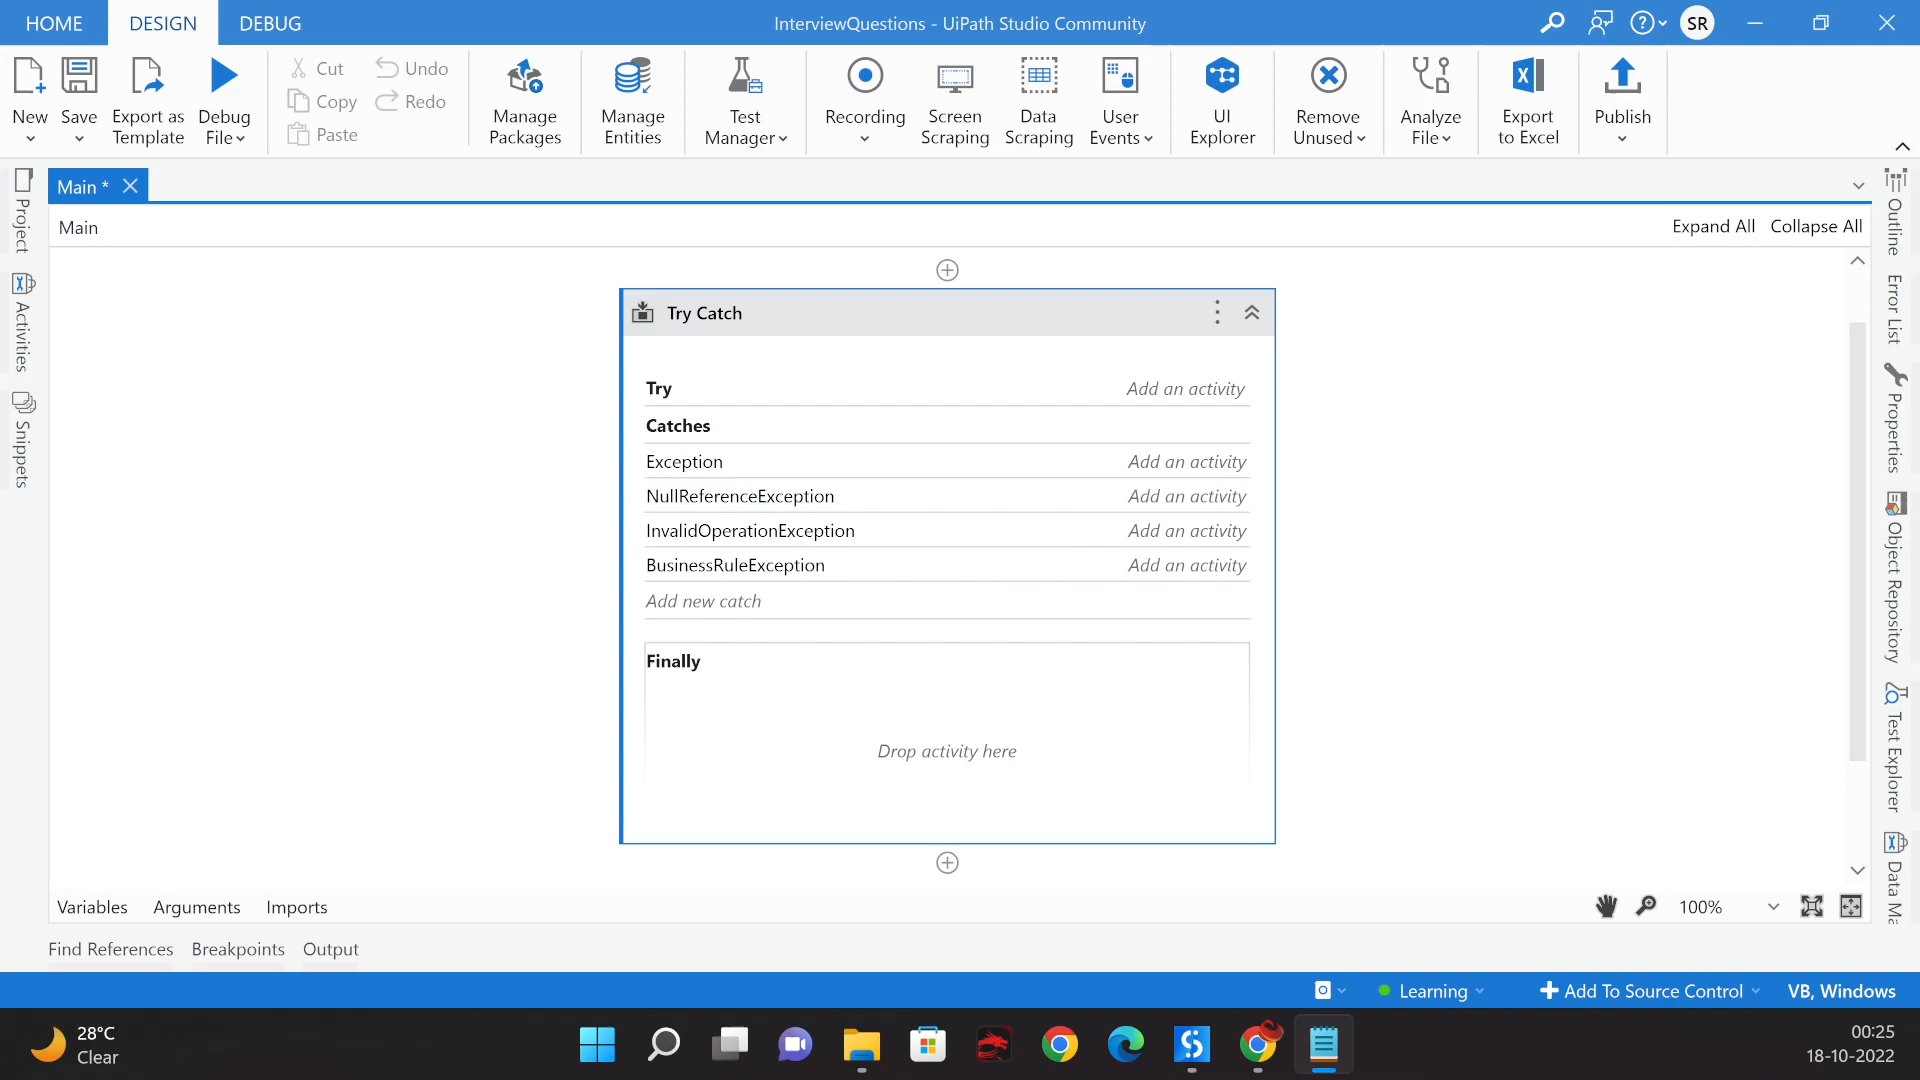 HOME DESIGN DEBUG InterviewQuestions - UiPath Studio Community SR
New Save Export as Template Debug File Cut Copy Paste Undo Redo Manage Packages Manage Entities Test Manager Recording Screen Scraping Data Scraping User Events UI Explorer Remove Unused Analyze File Export to Excel Publish
Main *
Main Expand All Collapse All
Project
Activities
Snippets
Try Catch
Try Add an activity
Catches
Exception Add an activity
NullReferenceException Add an activity
InvalidOperationException Add an activity
BusinessRuleException Add an activity
Add new catch
Finally
Drop activity here
Outline
Error List
Properties
Object Repository
Test Explorer
Data Ma
Variables Arguments Imports 100%
Find References Breakpoints Output
Learning Add To Source Control VB, Windows
28°C
Clear
00:25
18-10-2022